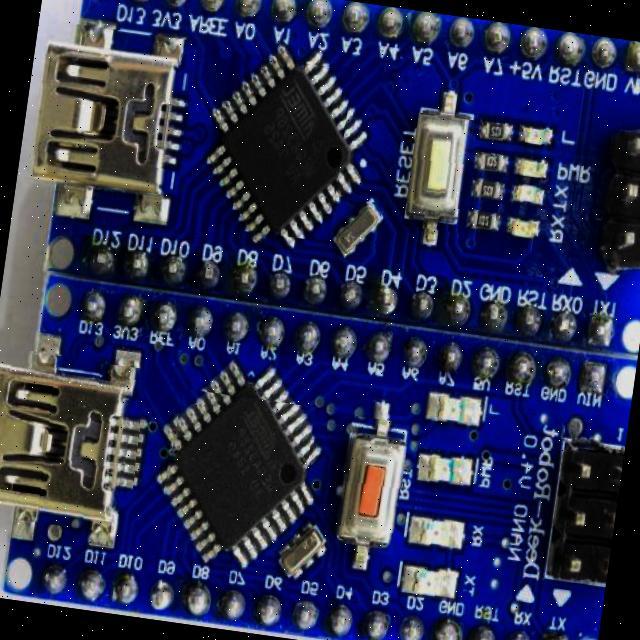 D13 3V3 AREF A0 A1 A2 A3 A4 A5 A6 A7 +5V RST GND
RESET
L
PWR
RX TX
D12 D11 D10 D9 D8 D7 D6 D5 D4 D3 D2 GND RST RX0 TX1
D13 3V3 REF A0 A1 A2 A3 A4 A5 A6 A7 5V RST GND VIN
L
PWR
RX
TX
NANO V4.0
Deek-Robot
D12 D11 D10 D9 D8 D7 D6 D5 D4 D3 D2 GND RST RX TX